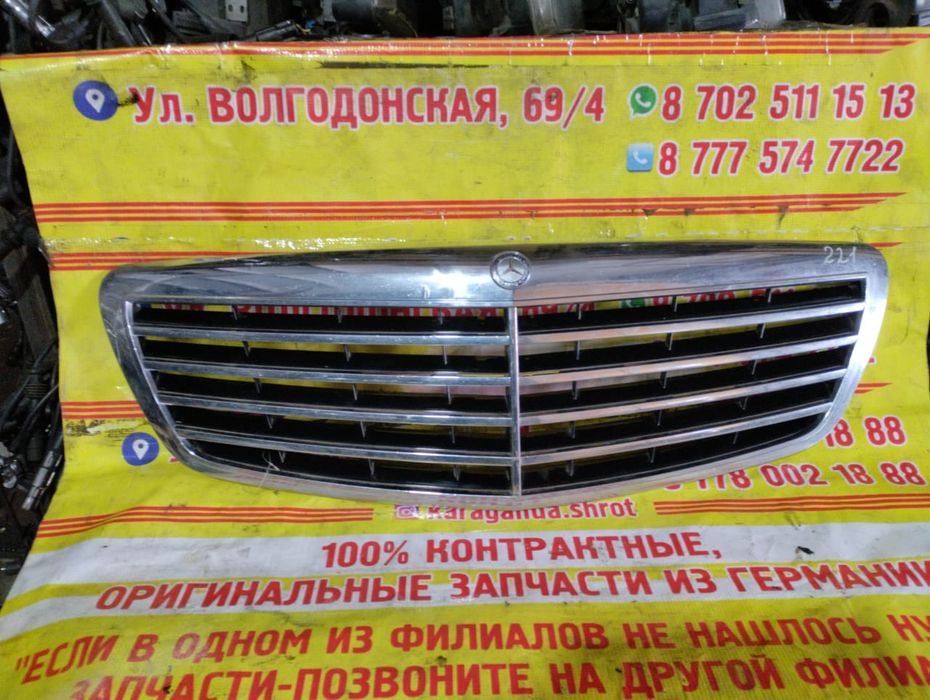 Ул. ВОЛГОДОНСКАЯ, 69/4 8 702 511 15 13
8 777 574 7722
221
18 88
778 002 18 88
karaganda.shrot
100% КОНТРАКТНЫЕ,
ОРИГИНАЛЬНЫЕ ЗАПЧАСТИ ИЗ ГЕРМАНИИ
"ЕСЛИ В ОДНОМ ИЗ ФИЛИАЛОВ НЕ НАШЛОСЬ НУ
ЗАПЧАСТИ-ПОЗВОНИТЕ НА ДРУГОЙ ФИЛИА